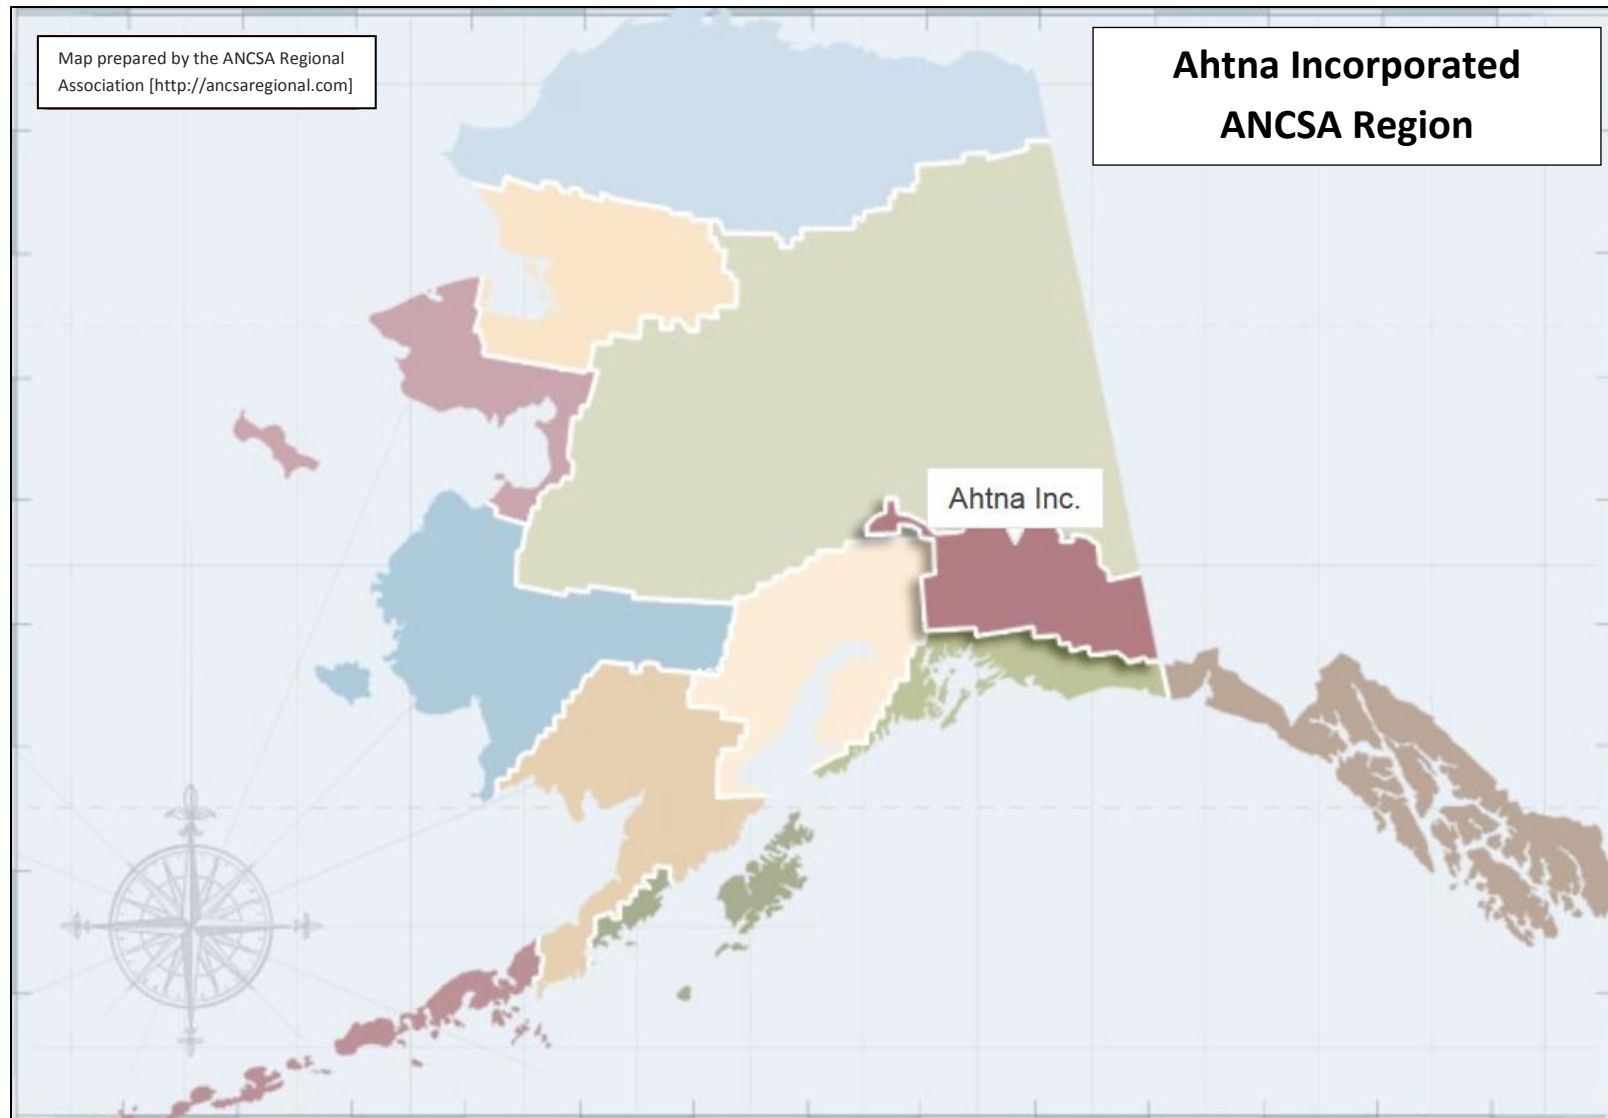 Map prepared by the ANCSA Regional
Association [http://ancsaregional.com]
Ahtna Incorporated
ANCSA Region
Ahtna Inc.